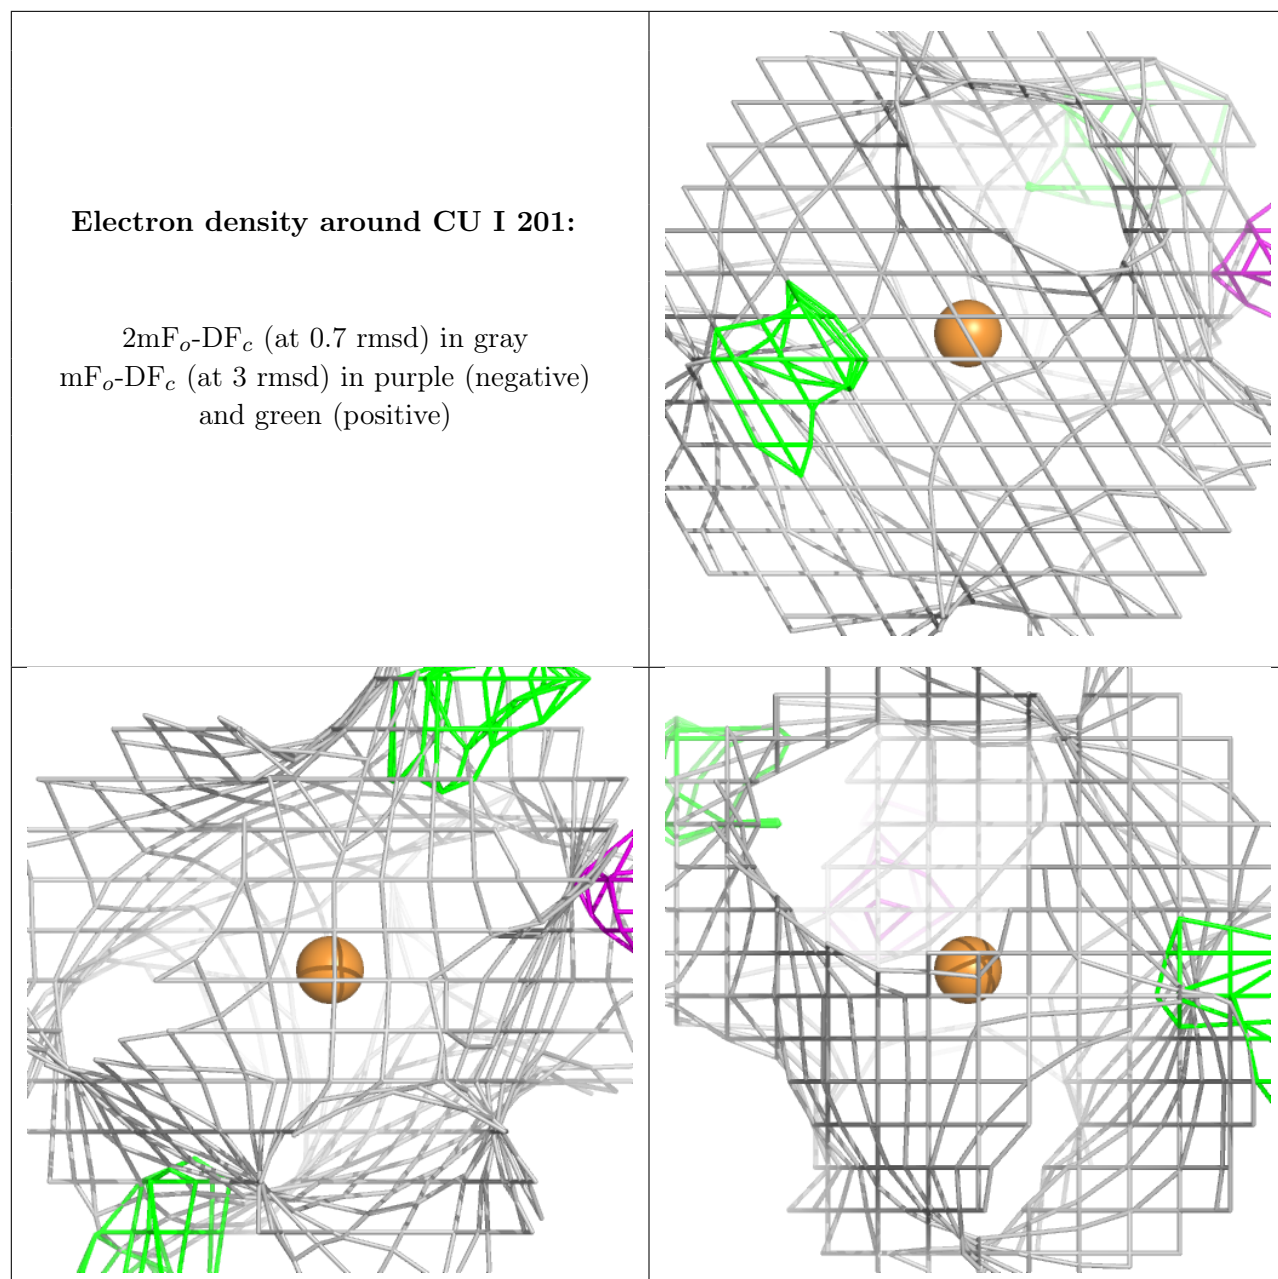 Electron density around CU I 201:
2mFo-DFc (at 0.7 rmsd) in gray
mFo-DFc (at 3 rmsd) in purple (negative)
and green (positive)